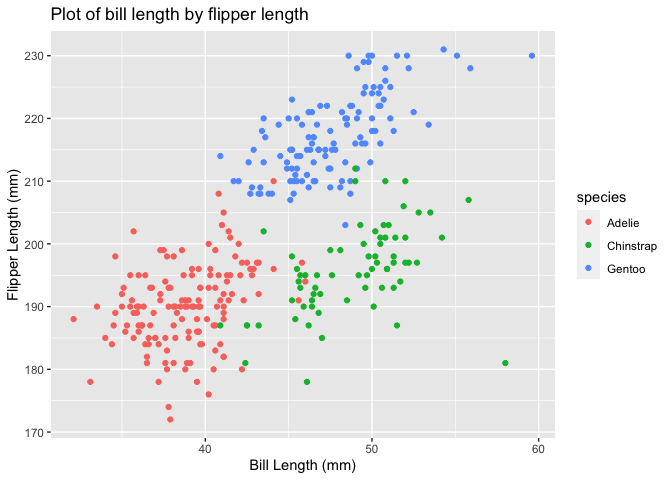 Plot of bill length by flipper length
Flipper Length (mm)
230
220
210
200
190
180
170
40
50
60
Bill Length (mm)
species
Adelie
Chinstrap
Gentoo